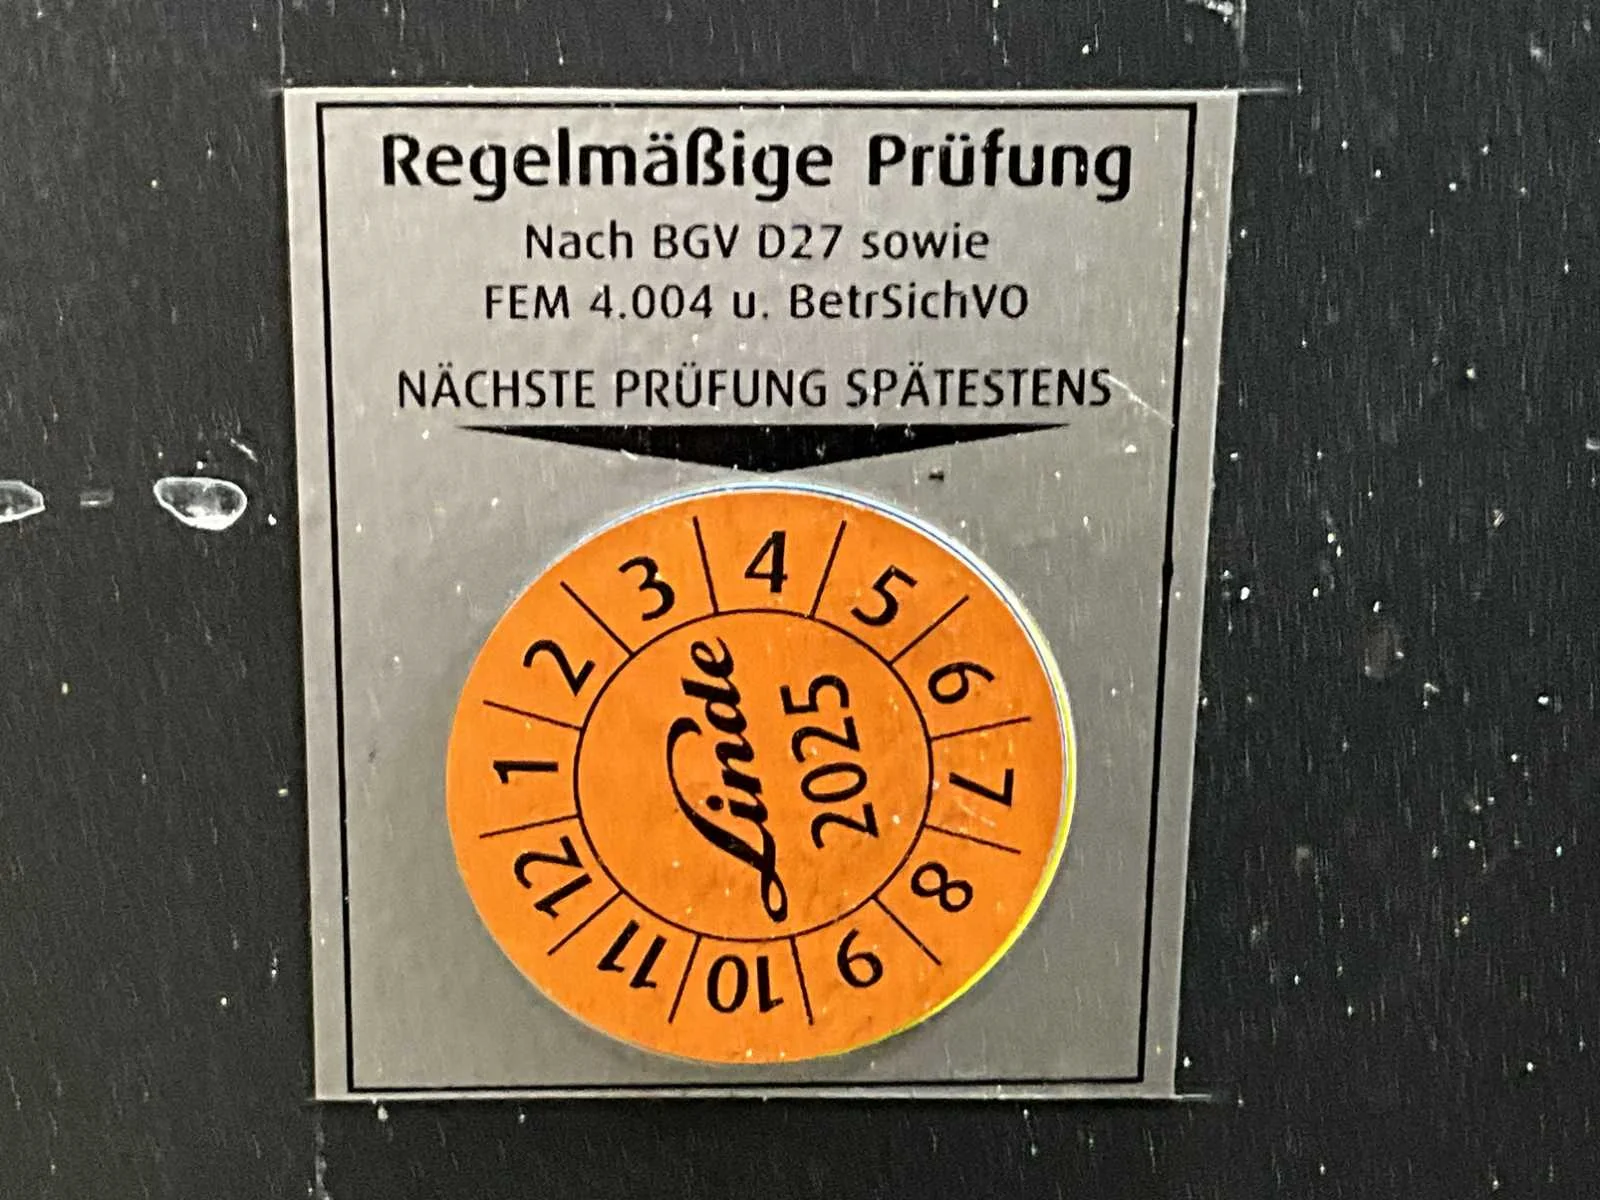 Regelmäßige Prüfung
Nach BGV D27 sowie
FEM 4.004 u. BetrSichVO
NÄCHSTE PRÜFUNG SPÄTESTENS
1 2 3 4 5 6 7 8 9 10 11 12
Linde
2025